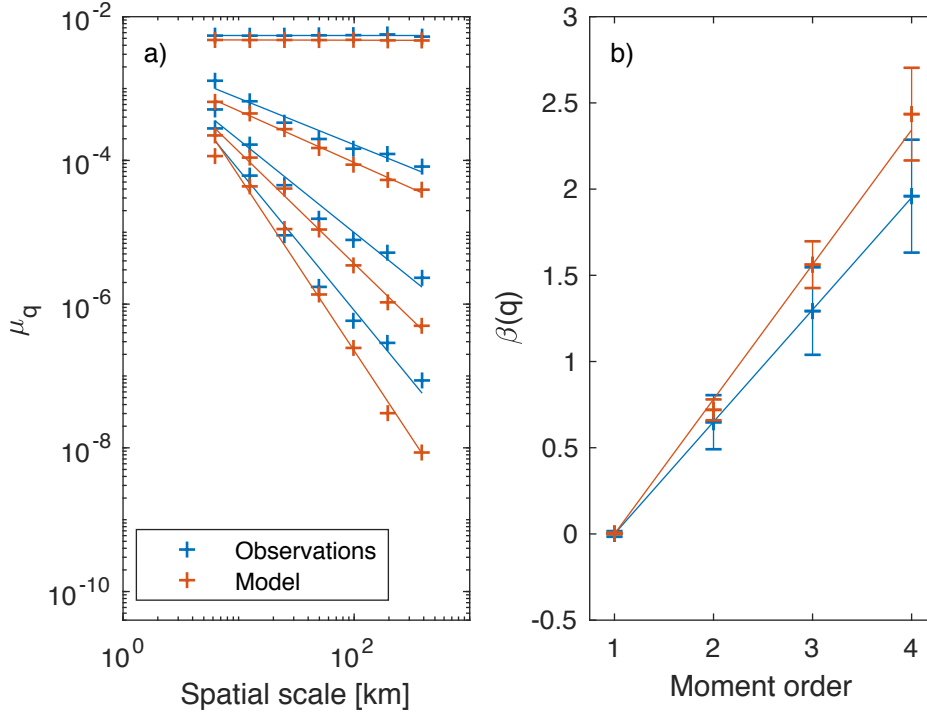 a)
10^-2
10^-4
10^-6
10^-8
10^-10
μ_q
Observations
Model
10^0
10^2
Spatial scale [km]
b)
3
2.5
2
1.5
1
0.5
0
-0.5
β(q)
1 2 3 4
Moment order